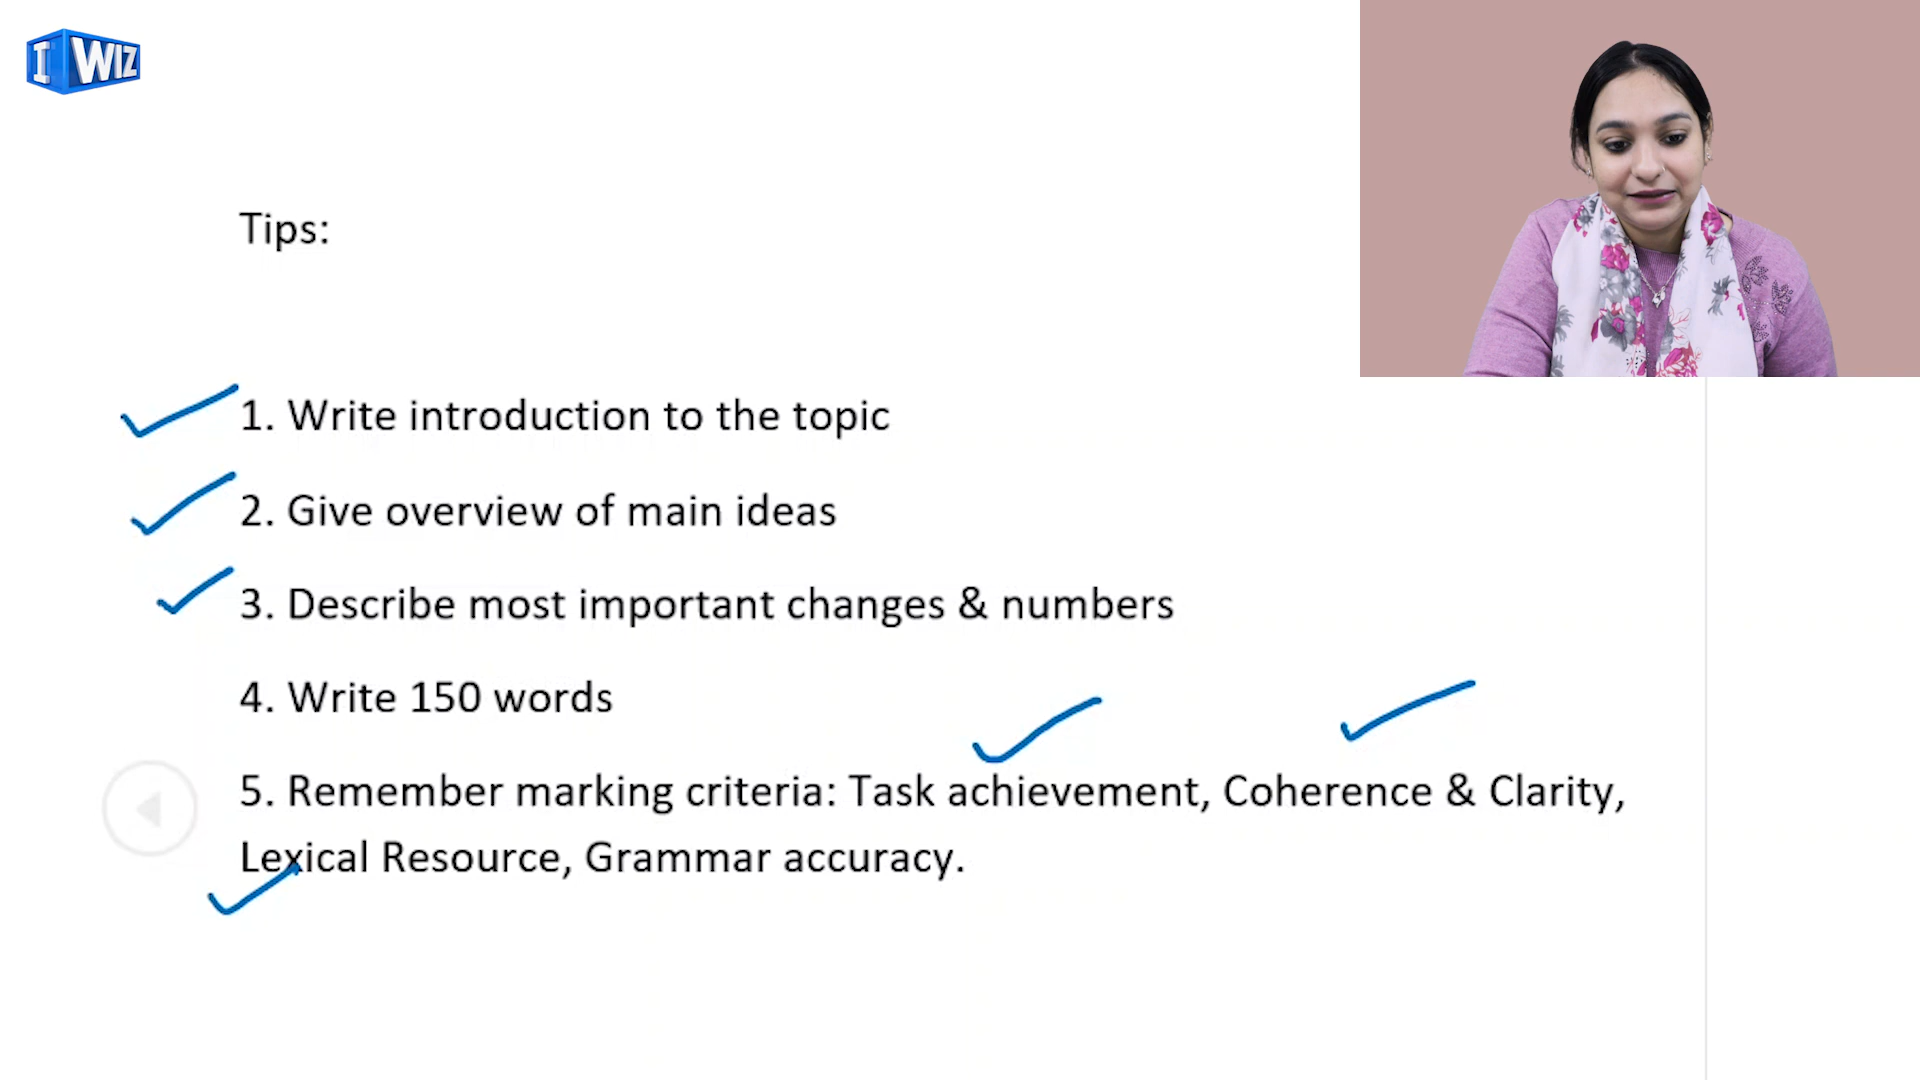 I WIZ
Tips:
1. Write introduction to the topic
2. Give overview of main ideas
3. Describe most important changes & numbers
4. Write 150 words
5. Remember marking criteria: Task achievement, Coherence & Clarity,
Lexical Resource, Grammar accuracy.